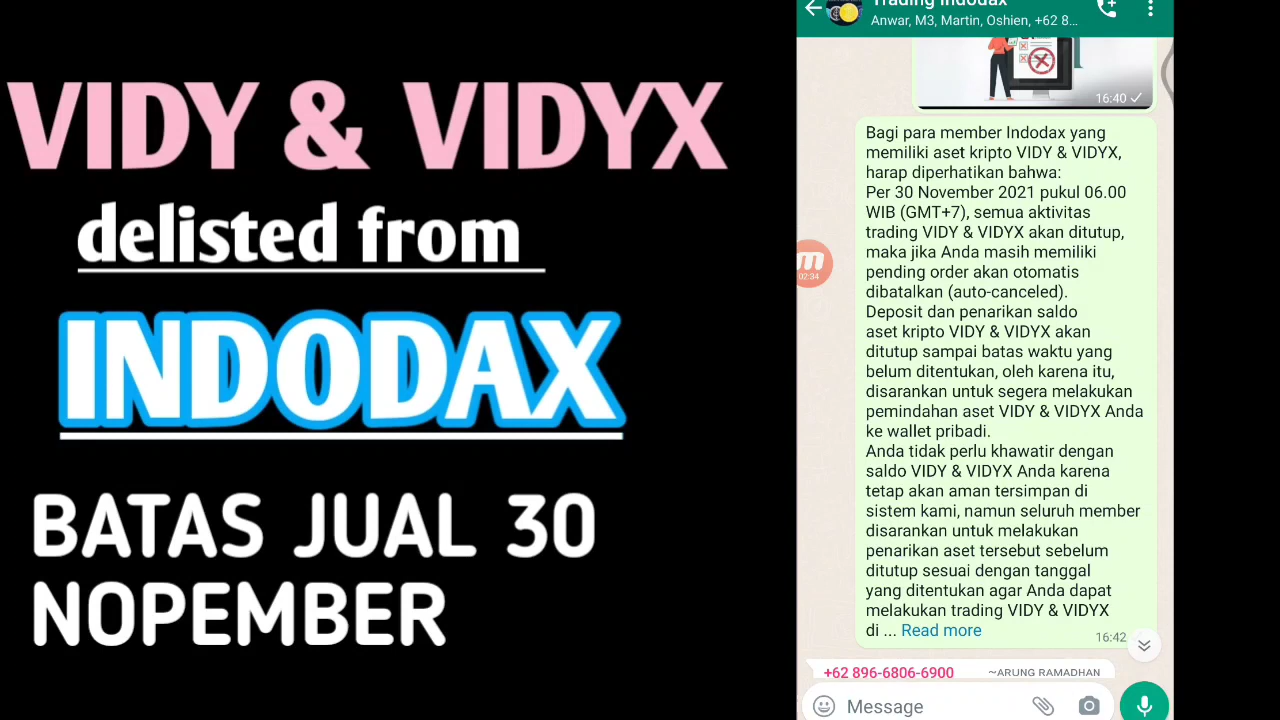 VIDY & VIDYX
delisted from
INDODAX
BATAS JUAL 30
NOPEMBER
Trading Indodax
Anwar, M3, Martin, Oshien, +62 8...
16:40
Bagi para member Indodax yang
memiliki aset kripto VIDY & VIDYX,
harap diperhatikan bahwa:
Per 30 November 2021 pukul 06.00
WIB (GMT+7), semua aktivitas
trading VIDY & VIDYX akan ditutup,
maka jika Anda masih memiliki
pending order akan otomatis
dibatalkan (auto-canceled).
Deposit dan penarikan saldo
aset kripto VIDY & VIDYX akan
ditutup sampai batas waktu yang
belum ditentukan, oleh karena itu,
disarankan untuk segera melakukan
pemindahan aset VIDY & VIDYX Anda
ke wallet pribadi.
Anda tidak perlu khawatir dengan
saldo VIDY & VIDYX Anda karena
tetap akan aman tersimpan di
sistem kami, namun seluruh member
disarankan untuk melakukan
penarikan aset tersebut sebelum
ditutup sesuai dengan tanggal
yang ditentukan agar Anda dapat
melakukan trading VIDY & VIDYX
di ... Read more
16:42
m
02:34
+62 896-6806-6900 ~ARUNG RAMADHAN
Message